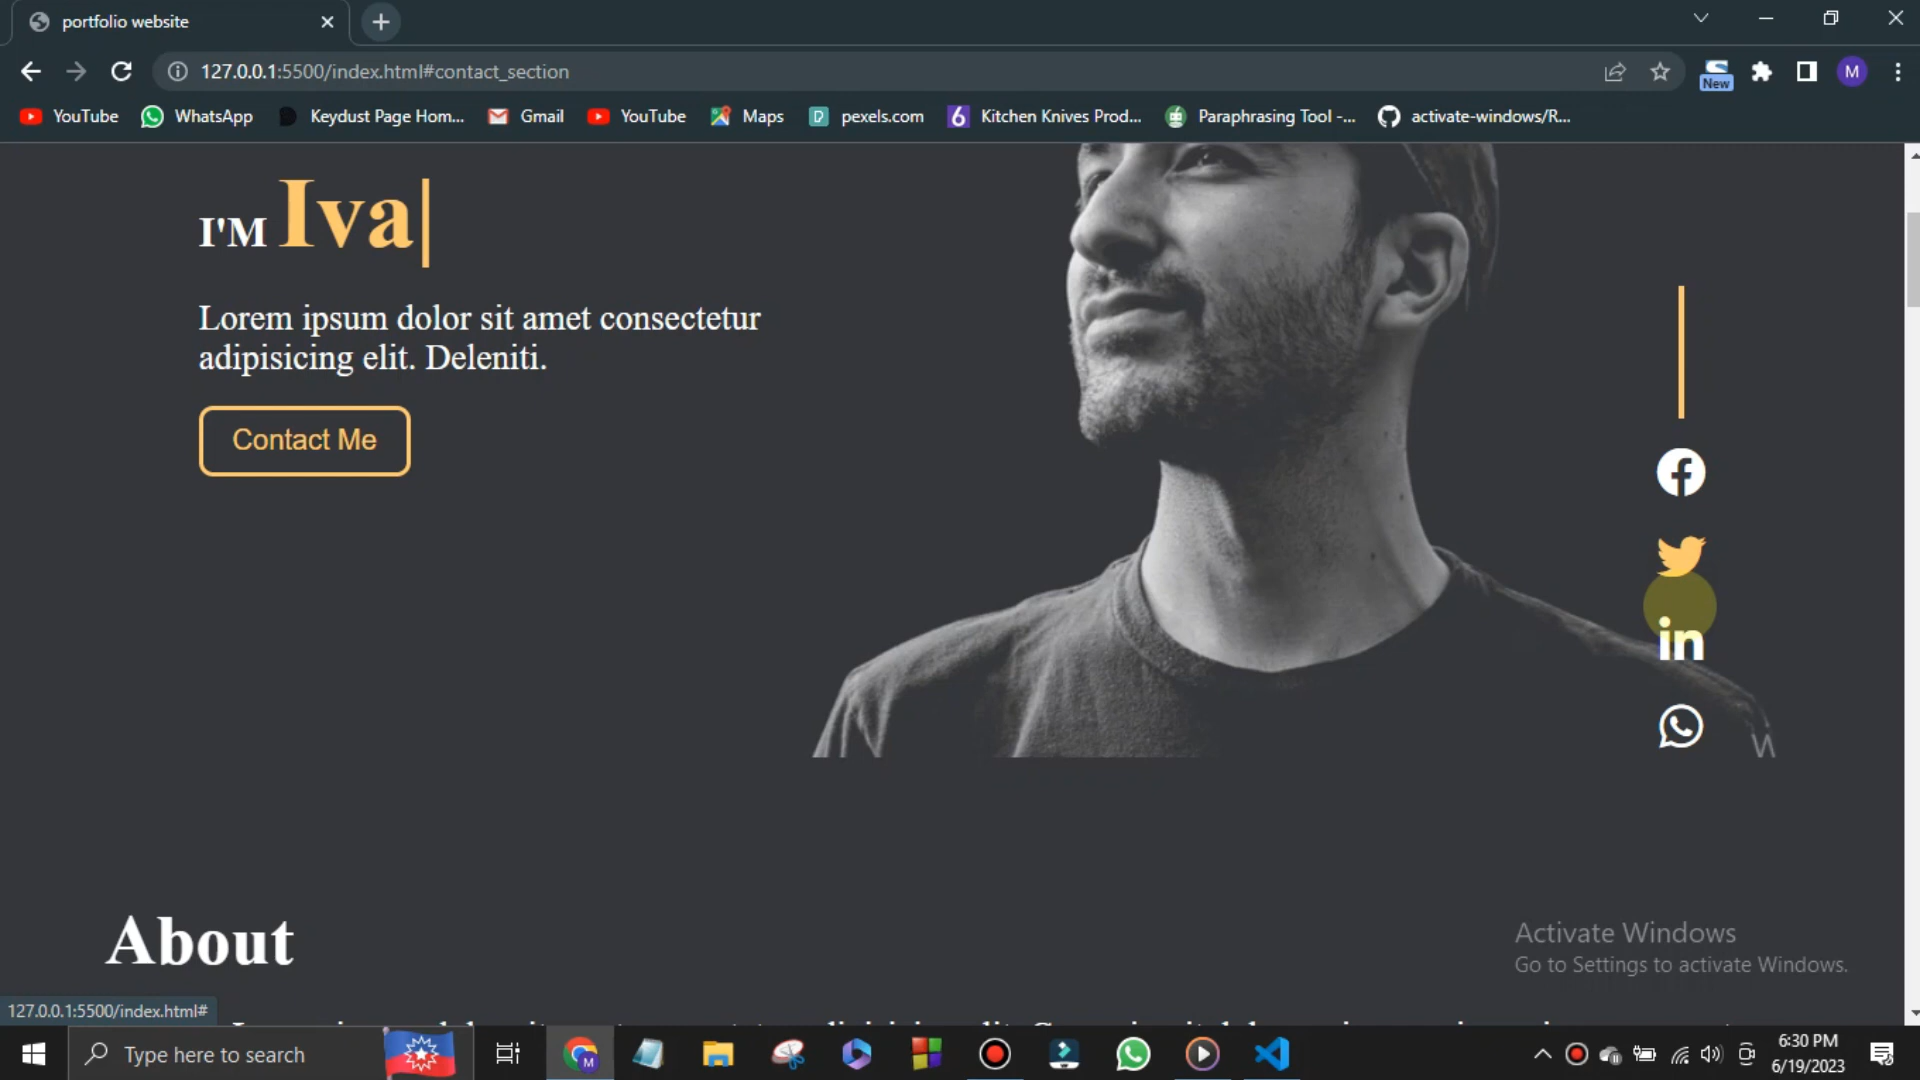 portfolio website
127.0.0.1:5500/index.html#contact_section
New
M
YouTube
WhatsApp
Keydust Page Hom...
Gmail
YouTube
Maps
pexels.com
Kitchen Knives Prod...
Paraphrasing Tool -...
activate-windows/R...
I'M Iva|
Lorem ipsum dolor sit amet consectetur
adipisicing elit. Deleniti.
Contact Me
in
W
About
Activate Windows
Go to Settings to activate Windows.
127.0.0.1:5500/index.html#
Type here to search
6:30 PM
6/19/2023